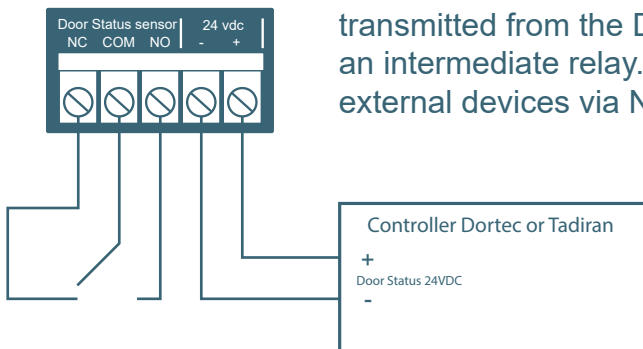 Door Status sensor 24 vdc
NC COM NO - +
transmitted from the D
an intermediate relay.
external devices via N
Controller Dortec or Tadiran
+
Door Status 24VDC
-